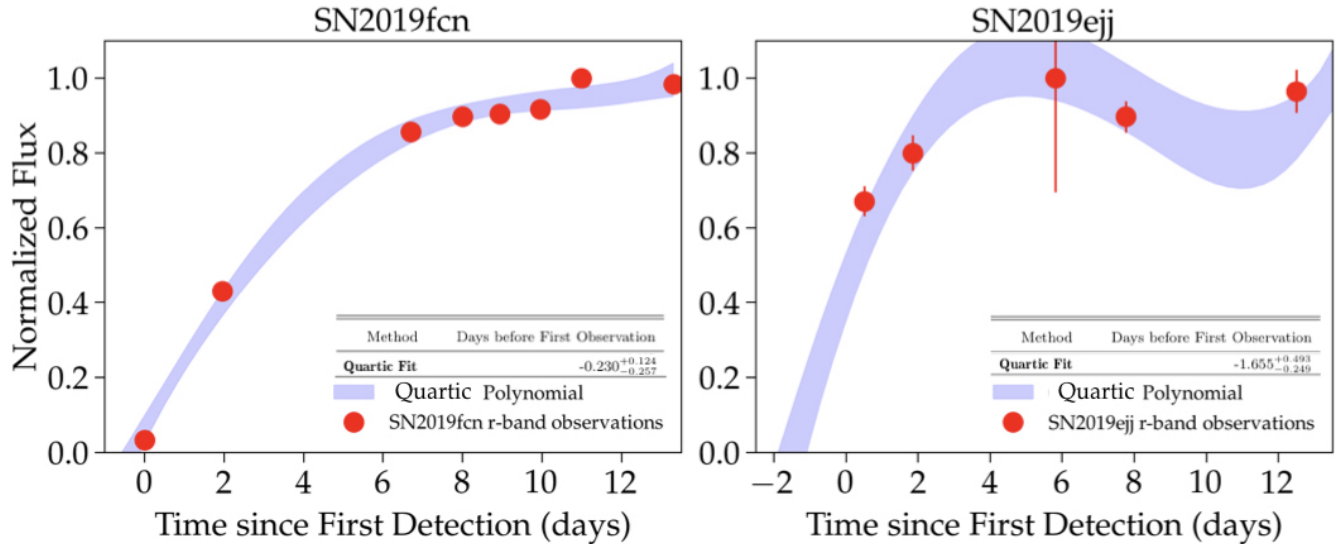 SN2019fcn
Normalized Flux
1.0
0.8
0.6
0.4
0.2
0.0
0 2 4 6 8 10 12
Time since First Detection (days)
Method Days before First Observation
Quartic Fit -0.230+0.124 -0.257
Quartic Polynomial
SN2019fcn r-band observations
SN2019ejj
1.0
0.8
0.6
0.4
0.2
0.0
−2 0 2 4 6 8 10 12
Time since First Detection (days)
Method Days before First Observation
Quartic Fit -1.655+0.493 -0.249
Quartic Polynomial
SN2019ejj r-band observations